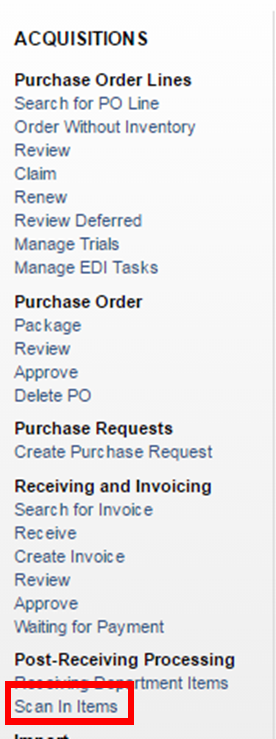 ACQUISITIONS
Purchase Order Lines
Search for PO Line
Order Without Inventory
Review
Claim
Renew
Review Deferred
Manage Trials
Manage EDI Tasks
Purchase Order
Package
Review
Approve
Delete PO
Purchase Requests
Create Purchase Request
Receiving and Invoicing
Search for Invoice
Receive
Create Invoice
Review
Approve
Waiting for Payment
Post-Receiving Processing
Receiving Department Items
Scan In Items
Import